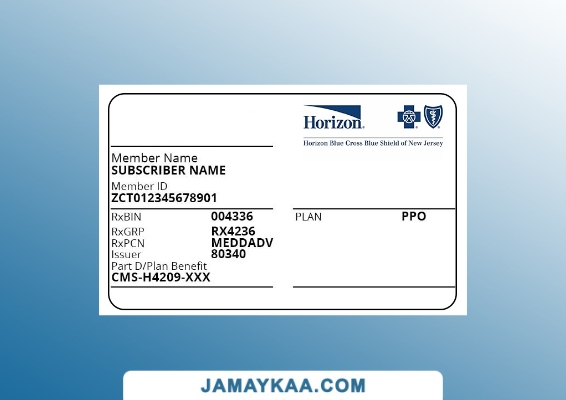 Horizon®
Horizon Blue Cross Blue Shield of New Jersey
Member Name
SUBSCRIBER NAME
Member ID
ZCT012345678901
RxBIN 004336
PLAN PPO
RxGRP RX4236
RxPCN MEDDADV
Issuer 80340
Part D/Plan Benefit
CMS-H4209-XXX
JAMAYKAA.COM